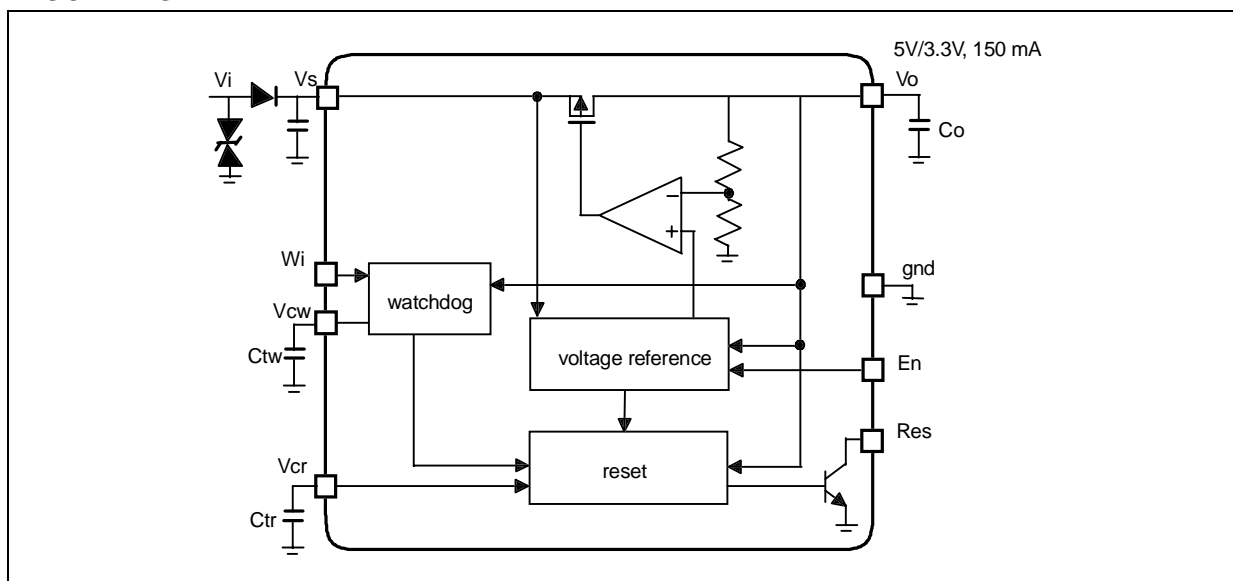 5V/3.3V, 150 mA
Vi
Vs
Vo
Co
−
+
Wi
watchdog
gnd
Vcw
Ctw
voltage reference
En
Res
Vcr
reset
Ctr